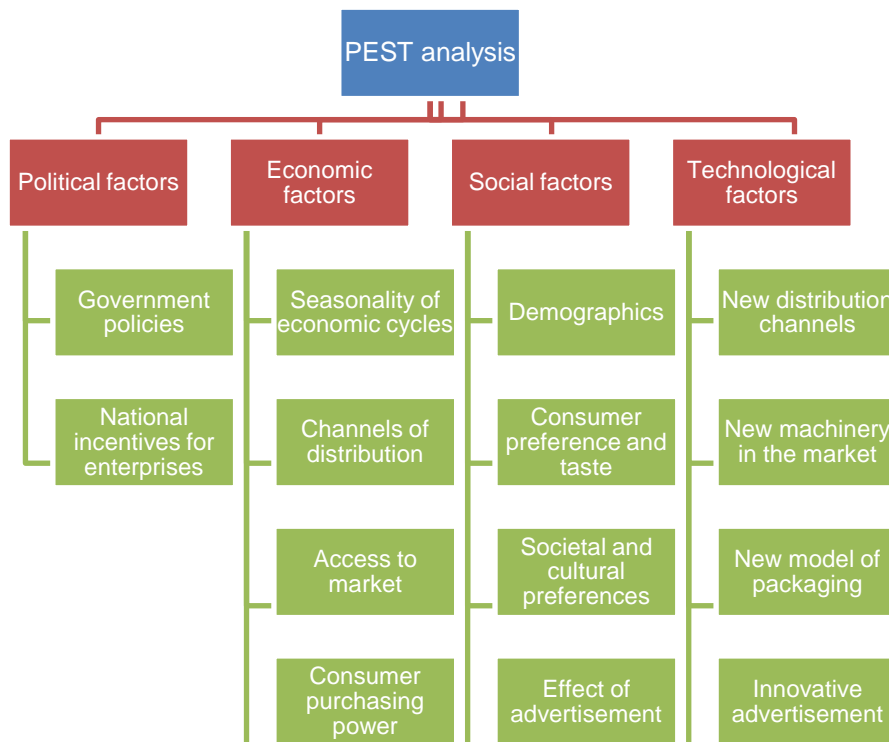 PEST analysis
Political factors
Economic
factors
Social factors
Technological
factors
Government
policies
National
incentives for
enterprises
Seasonality of
economic cycles
Channels of
distribution
Access to
market
Consumer
purchasing
power
Demographics
Consumer
preference and
taste
Societal and
cultural
preferences
Effect of
advertisement
New distribution
channels
New machinery
in the market
New model of
packaging
Innovative
advertisement